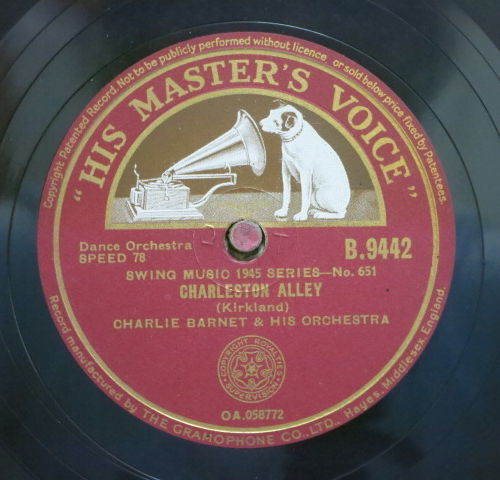 Copyright Patented Record. Not to be publicly performed without licence or sold below price fixed by Patentees.
"HIS MASTER'S VOICE"
Dance Orchestra
SPEED 78
B.9442
SWING MUSIC 1945 SERIES—No. 651
CHARLESTON ALLEY
(Kirkland)
CHARLIE BARNET & HIS ORCHESTRA
COPYRIGHT ROYALTIES
SUPERVISION
OA.058772
Record manufactured by THE GRAMOPHONE CO., LTD., Hayes, Middlesex, England.